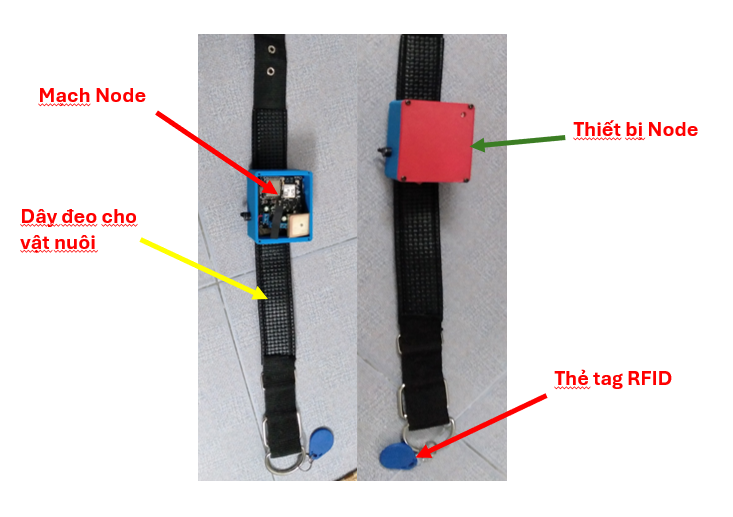 Mạch Node
Thiết bị Node
Dây đeo cho
vật nuôi
Thẻ tag RFID